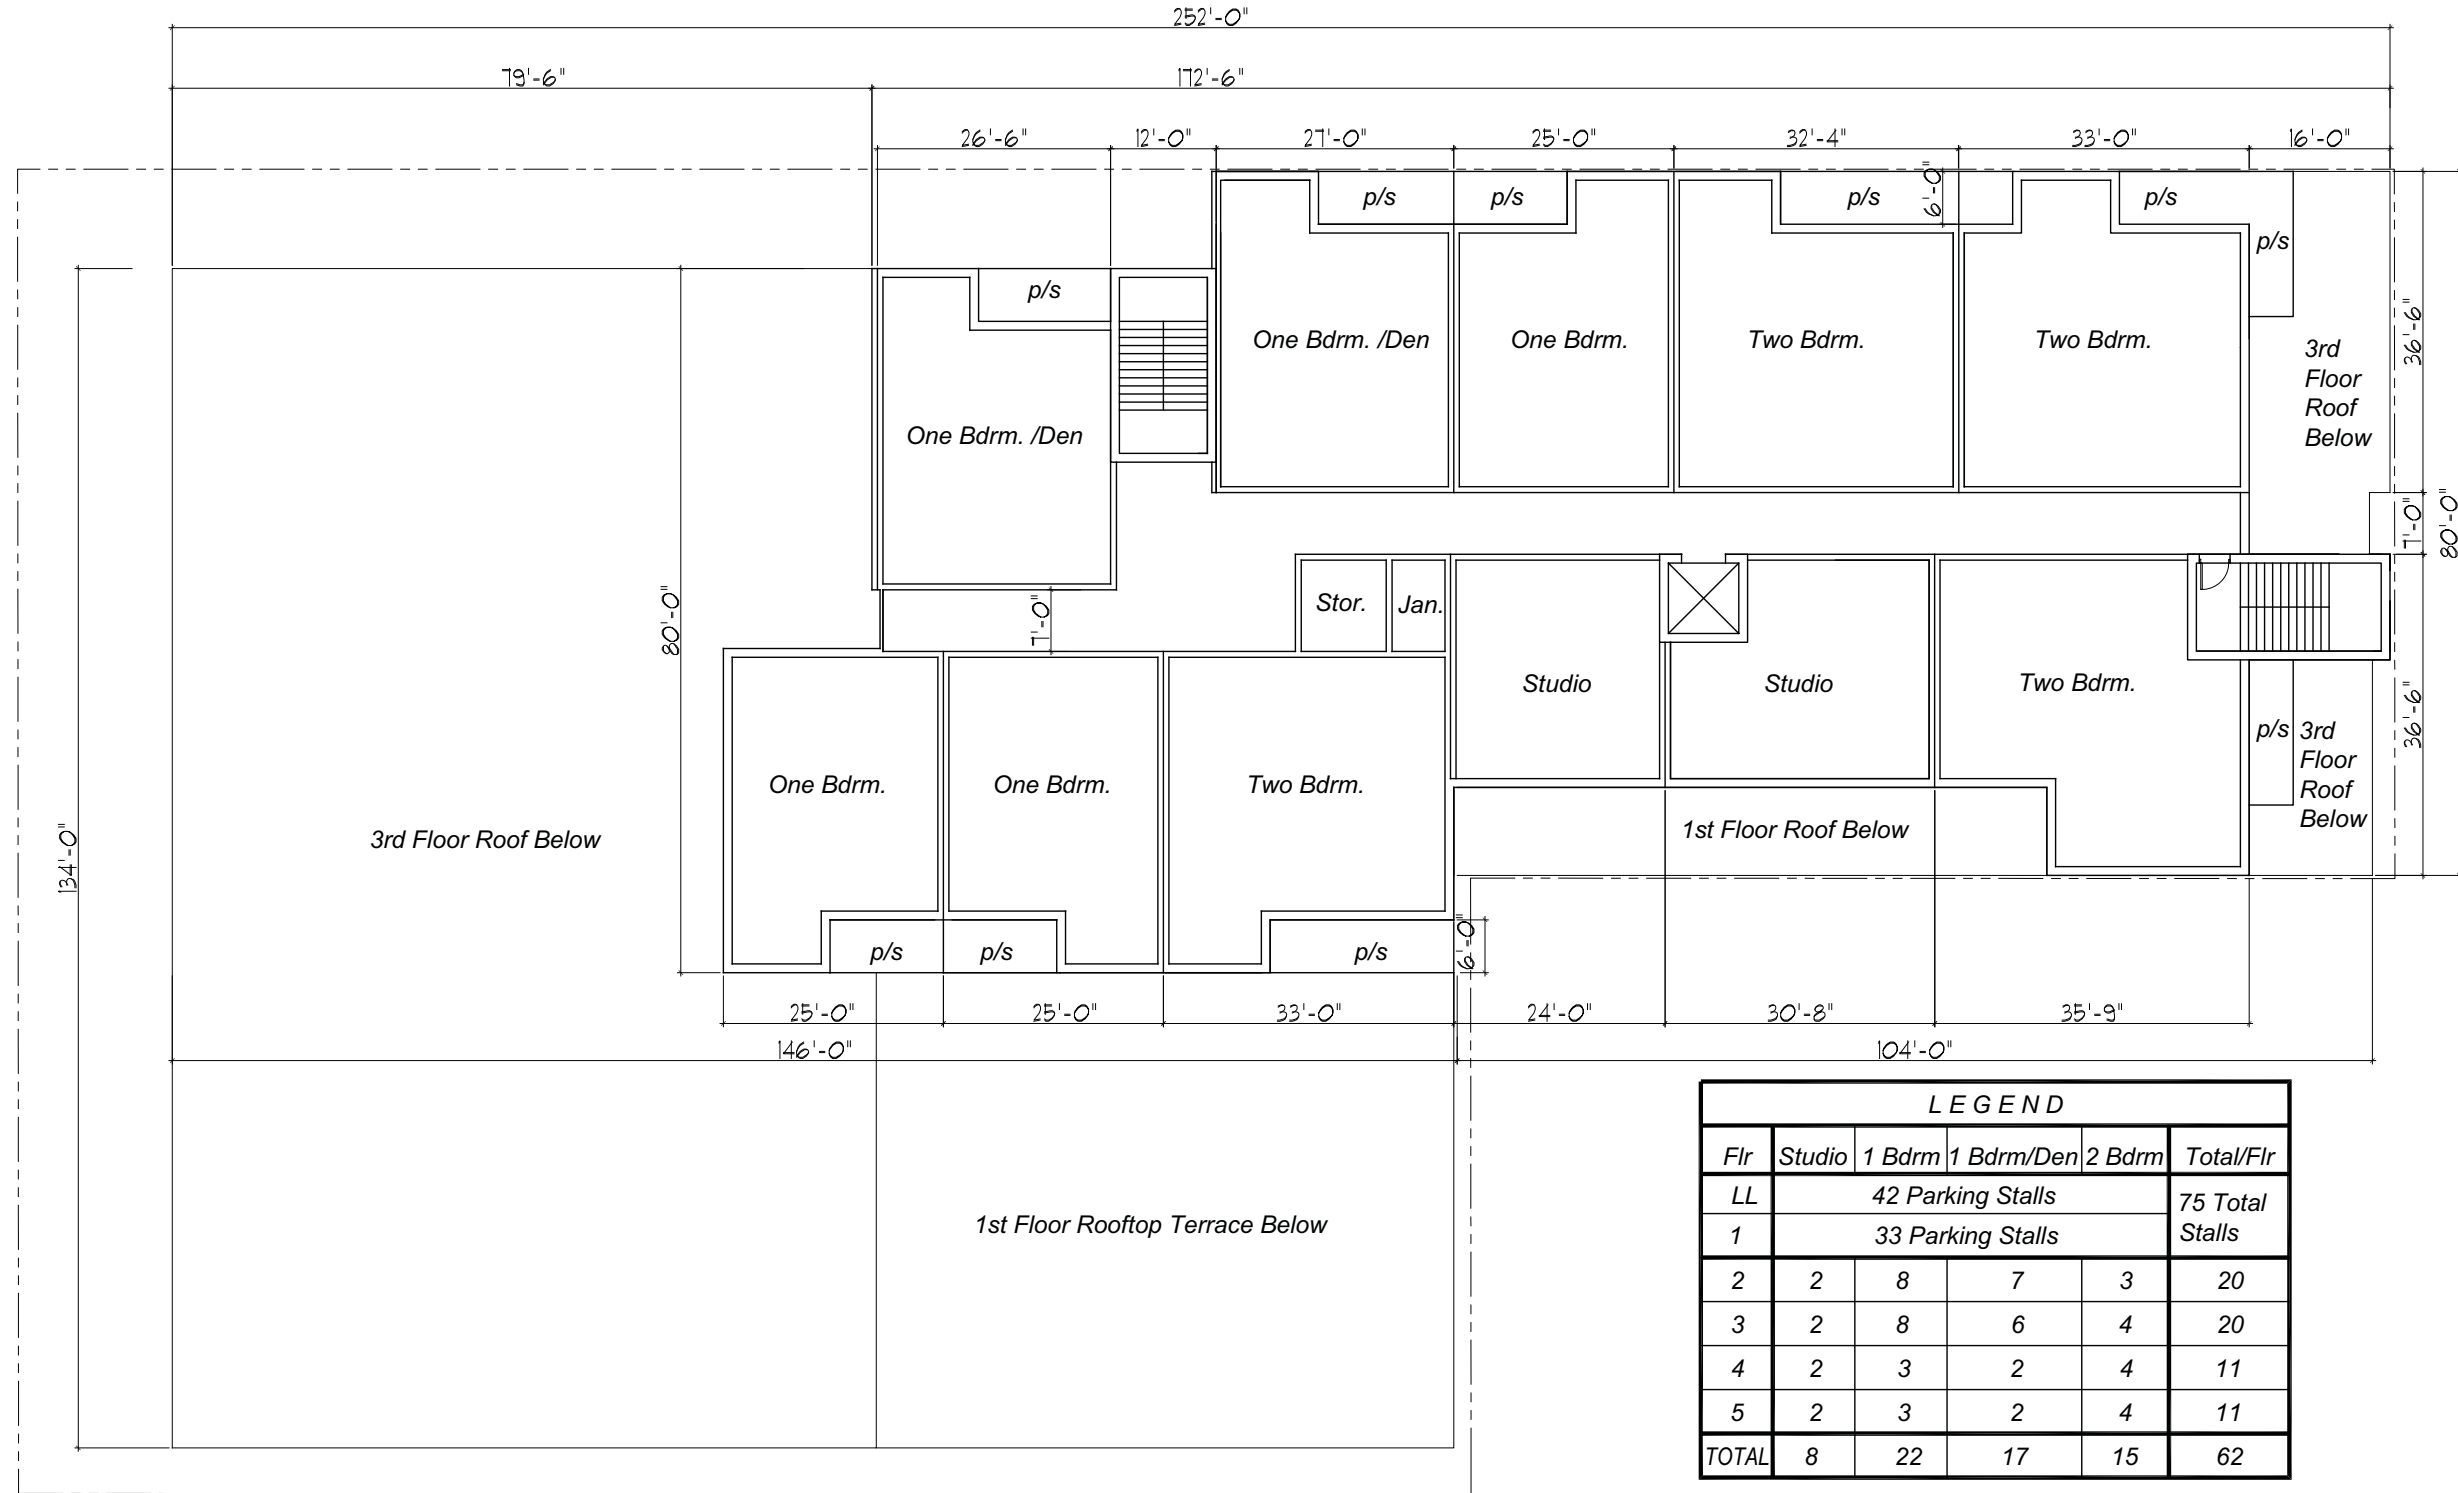 252'-0"
79'-6"
172'-6"
26'-6"
12'-0"
27'-0"
25'-0"
32'-4"
33'-0"
16'-0"
p/s
p/s
p/s
6'-0"
p/s
p/s
p/s
36'-6"
One Bdrm. /Den
One Bdrm.
Two Bdrm.
Two Bdrm.
3rd
Floor
Roof
Below
One Bdrm. /Den
7'-0"
80'-0"
80'-0"
7'-0"
Stor.
Jan.
Studio
Studio
Two Bdrm.
36'-6"
p/s
3rd
Floor
Roof
Below
One Bdrm.
One Bdrm.
Two Bdrm.
134'-0"
3rd Floor Roof Below
1st Floor Roof Below
p/s
p/s
p/s
6'-0"
25'-0"
25'-0"
33'-0"
24'-0"
30'-8"
35'-9"
146'-0"
104'-0"
1st Floor Rooftop Terrace Below
L E G E N D
Flr Studio 1 Bdrm 1 Bdrm/Den 2 Bdrm Total/Flr
LL 42 Parking Stalls 75 Total
1 33 Parking Stalls Stalls
2 2 8 7 3 20
3 2 8 6 4 20
4 2 3 2 4 11
5 2 3 2 4 11
TOTAL 8 22 17 15 62